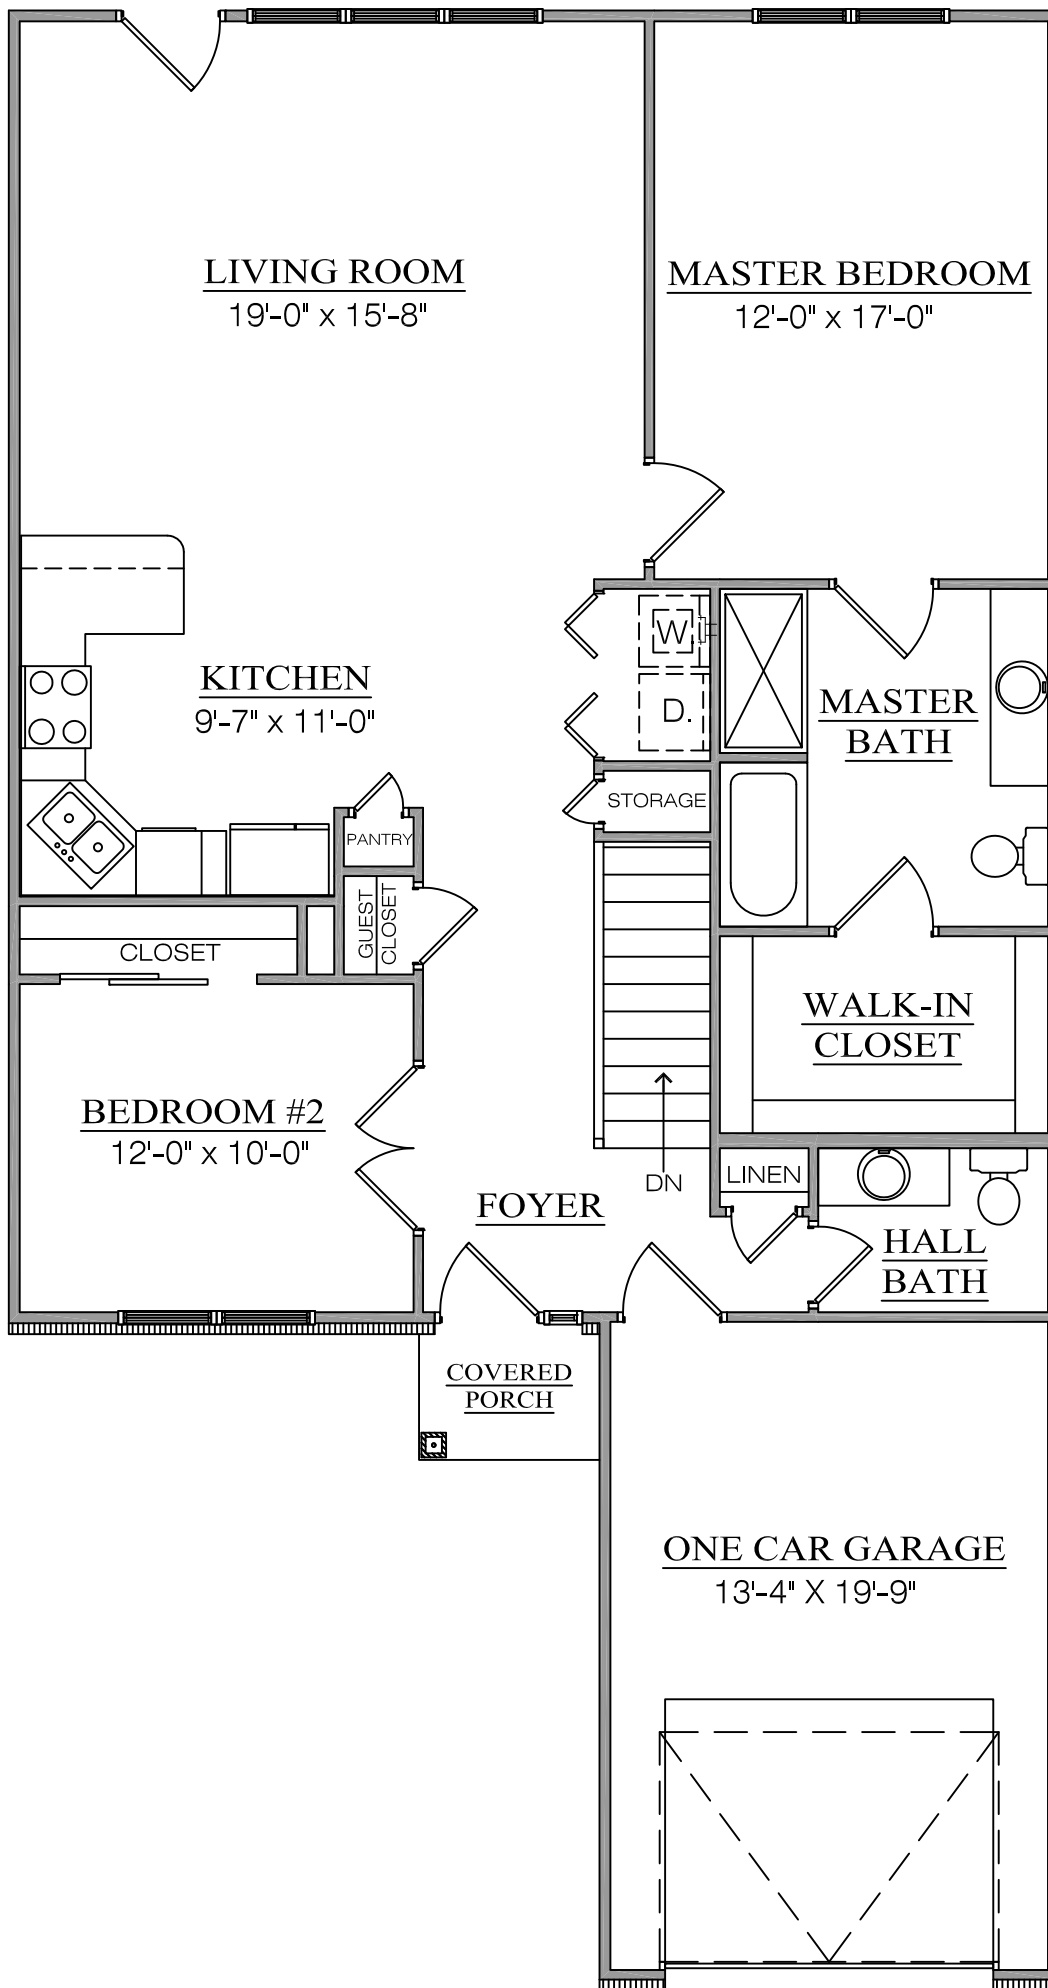 LIVING ROOM
19'-0" x 15'-8"
MASTER BEDROOM
12'-0" x 17'-0"
W.
D.
KITCHEN
9'-7" x 11'-0"
MASTER
BATH
STORAGE
PANTRY
GUEST
CLOSET
CLOSET
WALK-IN
CLOSET
BEDROOM #2
12'-0" x 10'-0"
DN
LINEN
FOYER
HALL
BATH
COVERED
PORCH
ONE CAR GARAGE
13'-4" X 19'-9"